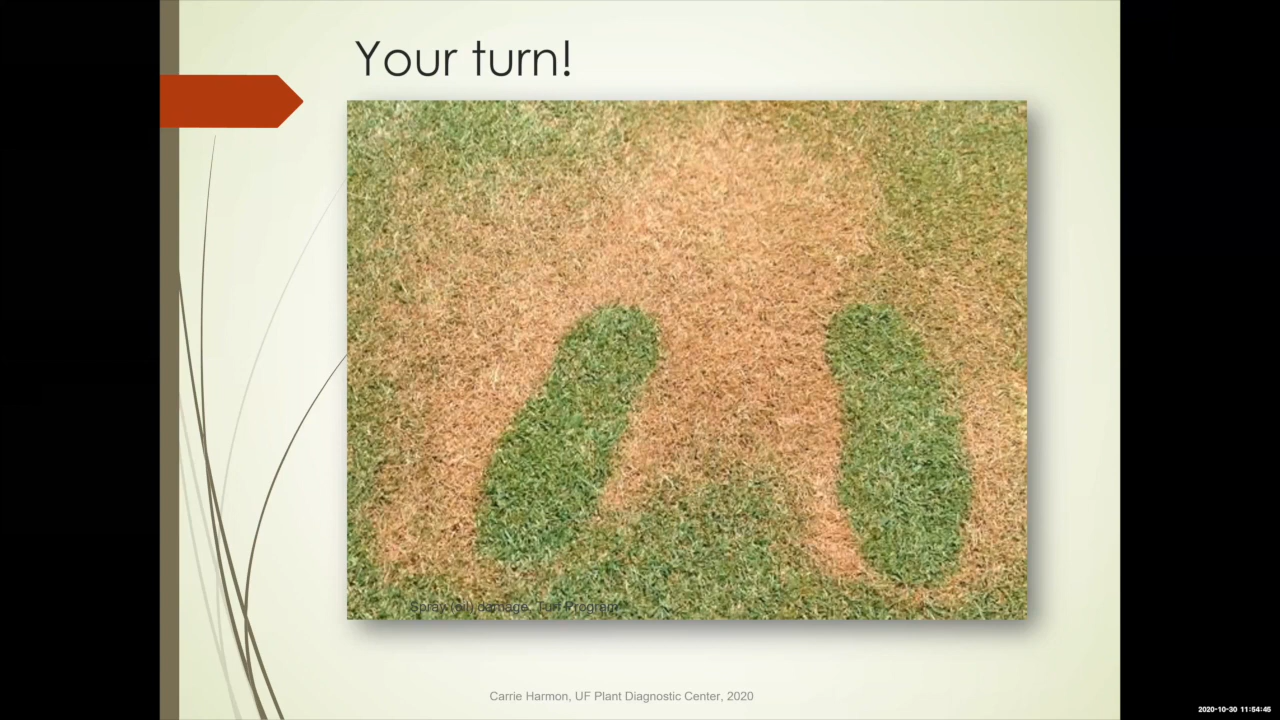 Your turn!
Spray (oil) damage, Turf Program
Carrie Harmon, UF Plant Diagnostic Center, 2020
2020-10-30 11:54:45